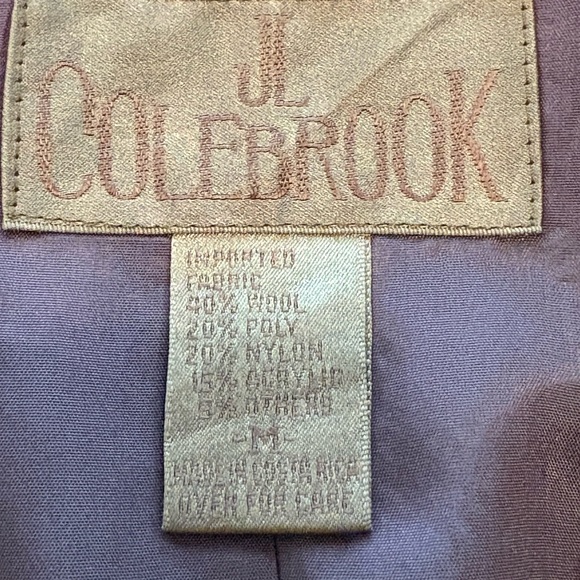 JL
COLEBROOK
IMPORTED
FABRIC
40% WOOL
20% POLY
20% NYLON
15% ACRYLIC
5% OTHERS
-M-
MADE IN COSTA RICA
OVER FOR CARE